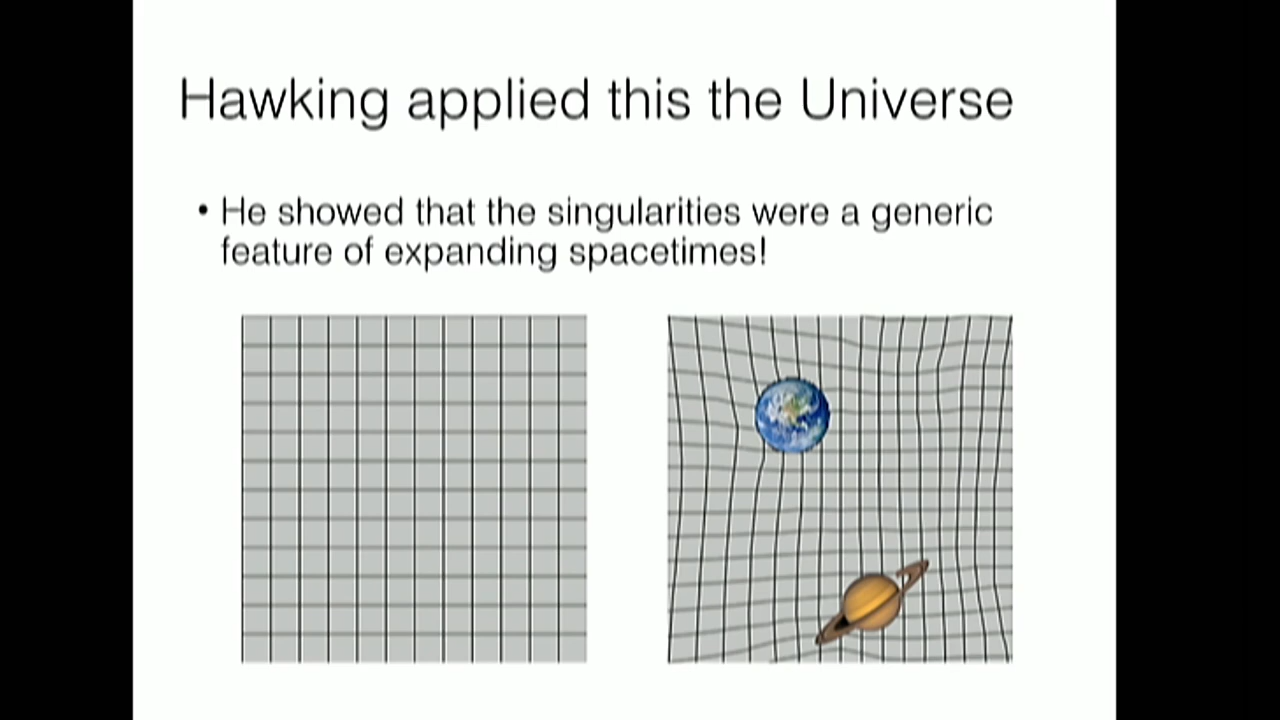 Hawking applied this the Universe
• He showed that the singularities were a generic
feature of expanding spacetimes!